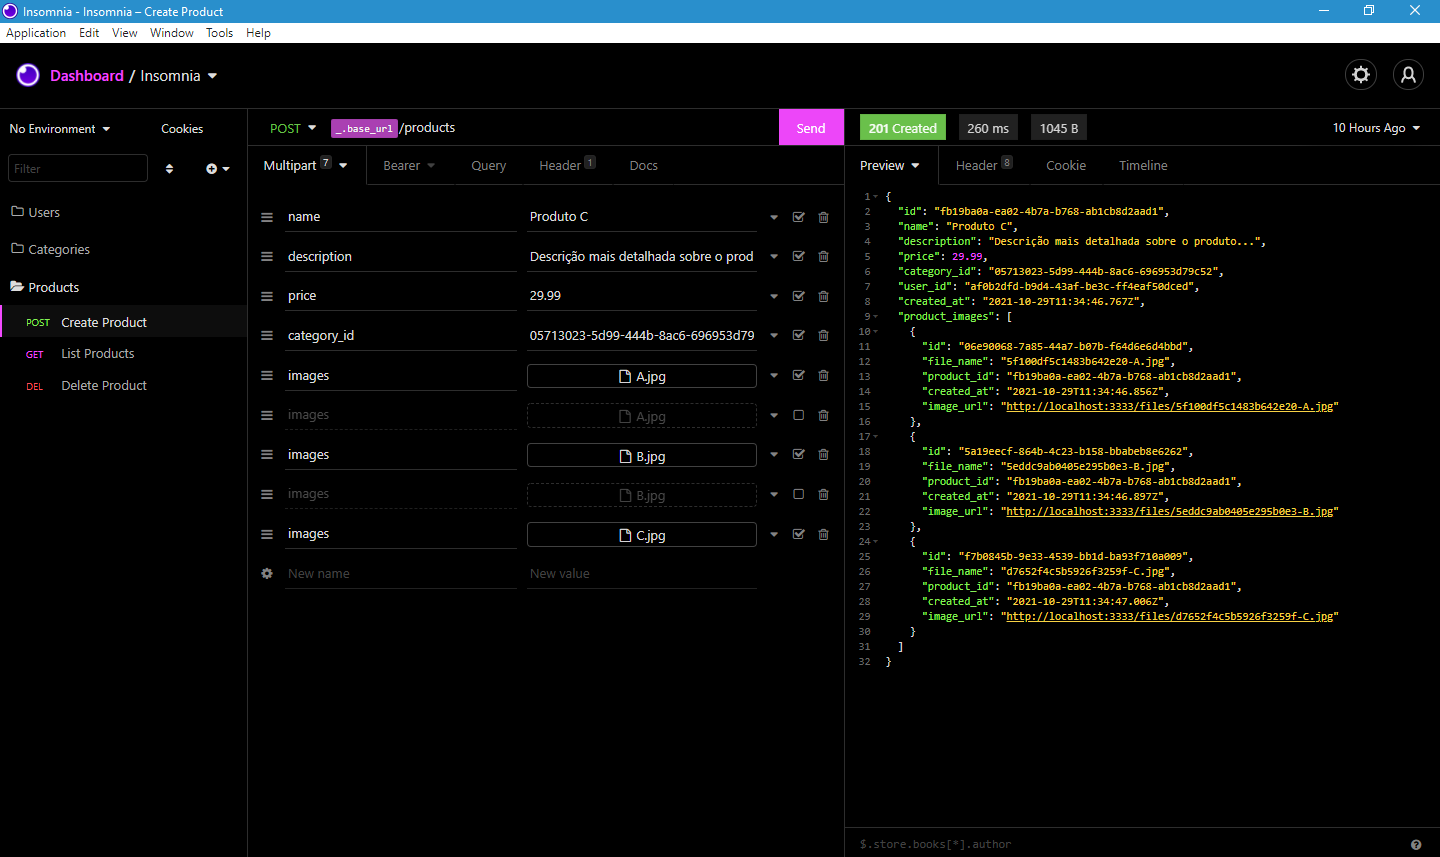 Insomnia - Insomnia – Create Product
Application Edit View Window Tools Help
Dashboard / Insomnia
No Environment Cookies
Filter
Users
Categories
Products
POST Create Product
GET List Products
DEL Delete Product
POST _.base_url/products Send
Multipart 7 Bearer Query Header 1 Docs
name Produto C
description Descrição mais detalhada sobre o prod
price 29.99
category_id 05713023-5d99-444b-8ac6-696953d79
images A.jpg
images A.jpg
images B.jpg
images B.jpg
images C.jpg
New name New value
201 Created 260 ms 1045 B 10 Hours Ago
Preview Header 8 Cookie Timeline
1 {
2 "id": "fb19ba0a-ea02-4b7a-b768-ab1cb8d2aad1",
3 "name": "Produto C",
4 "description": "Descrição mais detalhada sobre o produto...",
5 "price": 29.99,
6 "category_id": "05713023-5d99-444b-8ac6-696953d79c52",
7 "user_id": "af0b2dfd-b9d4-43af-be3c-ff4eaf50dced",
8 "created_at": "2021-10-29T11:34:46.767Z",
9 "product_images": [
10 {
11 "id": "06e90068-7a85-44a7-b07b-f64d6e6d4bbd",
12 "file_name": "5f100df5c1483b642e20-A.jpg",
13 "product_id": "fb19ba0a-ea02-4b7a-b768-ab1cb8d2aad1",
14 "created_at": "2021-10-29T11:34:46.856Z",
15 "image_url": "http://localhost:3333/files/5f100df5c1483b642e20-A.jpg"
16 },
17 {
18 "id": "5a19eecf-864b-4c23-b158-bbabeb8e6262",
19 "file_name": "5eddc9ab0405e295b0e3-B.jpg",
20 "product_id": "fb19ba0a-ea02-4b7a-b768-ab1cb8d2aad1",
21 "created_at": "2021-10-29T11:34:46.897Z",
22 "image_url": "http://localhost:3333/files/5eddc9ab0405e295b0e3-B.jpg"
23 },
24 {
25 "id": "f7b0845b-9e33-4539-bb1d-ba93f710a009",
26 "file_name": "d7652f4c5b5926f3259f-C.jpg",
27 "product_id": "fb19ba0a-ea02-4b7a-b768-ab1cb8d2aad1",
28 "created_at": "2021-10-29T11:34:47.006Z",
29 "image_url": "http://localhost:3333/files/d7652f4c5b5926f3259f-C.jpg"
30 }
31 ]
32 }
$.store.books[*].author